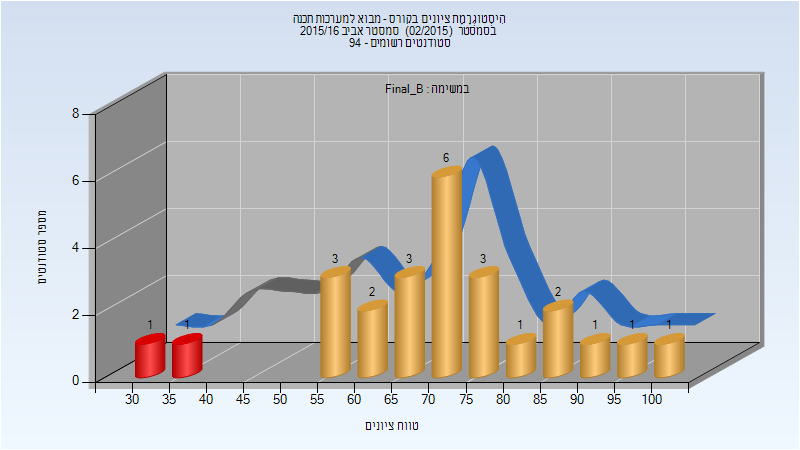 היסטוגרמת ציונים בקורס - מבוא למערכות תכנה
בסמסטר (02/2015) סמסטר אביב 2015/16
סטודנטים רשומים - 94
במשימה : Final_B
מספר סטודנטים
8
6
4
2
0
1
1
3
2
3
6
3
1
2
1
1
1
30 35 40 45 50 55 60 65 70 75 80 85 90 95 100
טווח ציונים